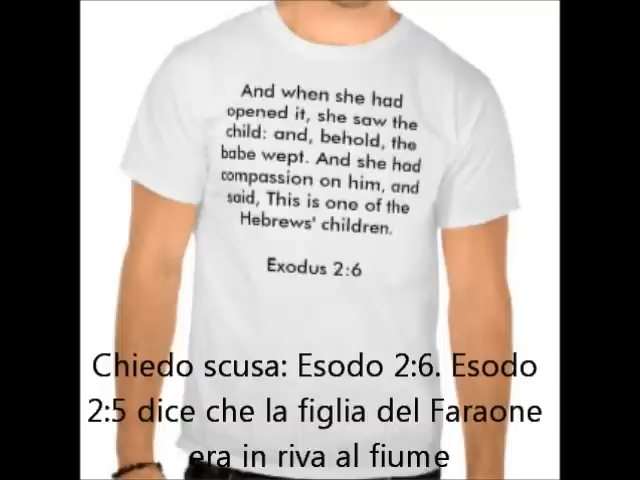 And when she had
opened it, she saw the
child: and, behold, the
babe wept. And she had
compassion on him, and
said, This is one of the
Hebrews' children.
Exodus 2:6
Chiedo scusa: Esodo 2:6. Esodo
2:5 dice che la figlia del Faraone
era in riva al fiume